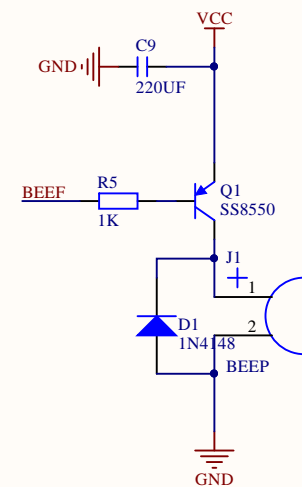 VCC
C9
GND
220UF
R5
Q1
BEEF
SS8550
1K
J1
+
1
D1
2
1N4148
BEEP
GND